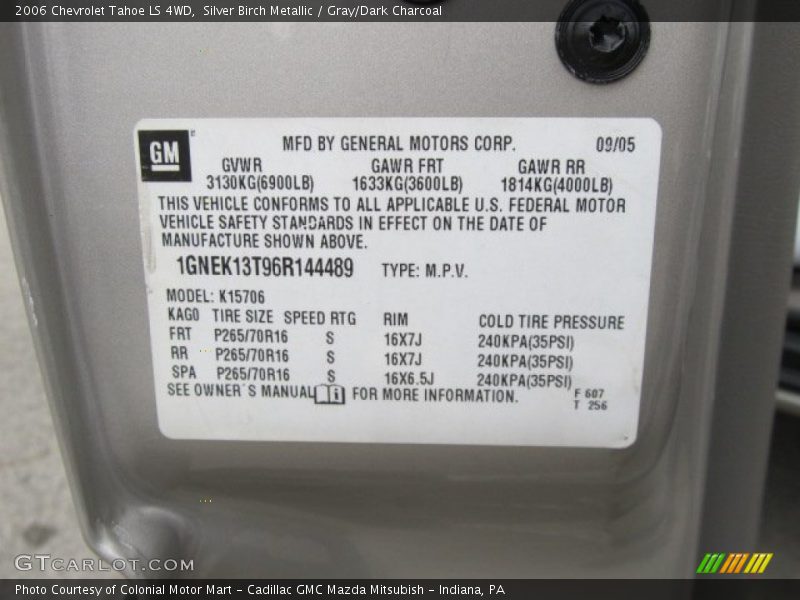 2006 Chevrolet Tahoe LS 4WD, Silver Birch Metallic / Gray/Dark Charcoal
GM
MFD BY GENERAL MOTORS CORP. 09/05
GVWR GAWR FRT GAWR RR
3130KG(6900LB) 1633KG(3600LB) 1814KG(4000LB)
THIS VEHICLE CONFORMS TO ALL APPLICABLE U.S. FEDERAL MOTOR
VEHICLE SAFETY STANDARDS IN EFFECT ON THE DATE OF
MANUFACTURE SHOWN ABOVE.
1GNEK13T96R144489 TYPE: M.P.V.
MODEL: K15706
KAGO TIRE SIZE SPEED RTG RIM COLD TIRE PRESSURE
FRT P265/70R16 S 16X7J 240KPA(35PSI)
RR P265/70R16 S 16X7J 240KPA(35PSI)
SPA P265/70R16 S 16X6.5J 240KPA(35PSI)
SEE OWNER'S MANUAL FOR MORE INFORMATION.
F 607
T 256
GTCARLOT.COM
Photo Courtesy of Colonial Motor Mart – Cadillac GMC Mazda Mitsubish – Indiana, PA